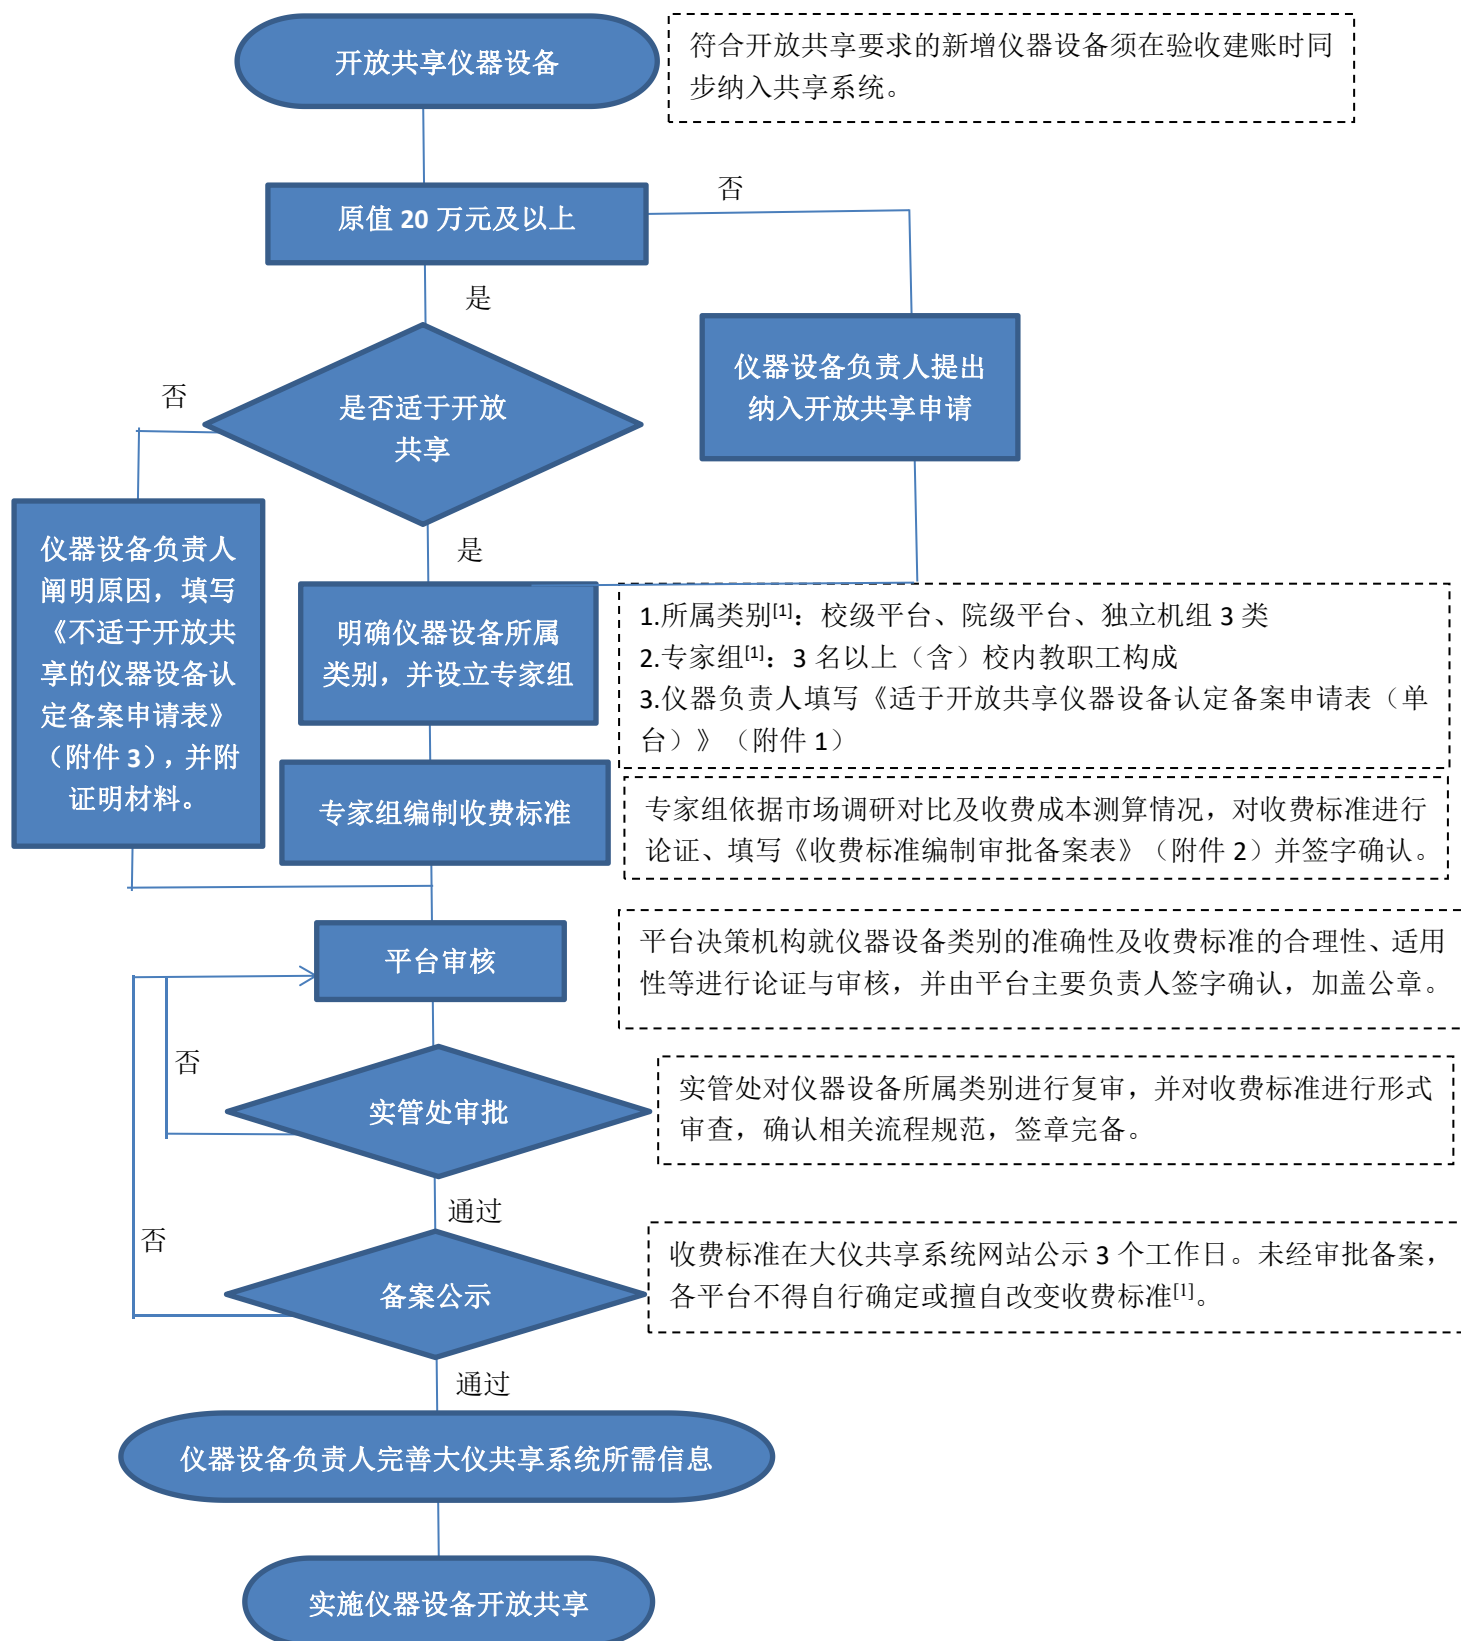 开放共享仪器设备
符合开放共享要求的新增仪器设备须在验收建账时同
步纳入共享系统。
否
原值 20 万元及以上
是
仪器设备负责人提出
纳入开放共享申请
否
是否适于开放
共享
是
仪器设备负责人
阐明原因，填写
《不适于开放共
享的仪器设备认
定备案申请表》
（附件 3），并附
证明材料。
明确仪器设备所属
类别，并设立专家组
1.所属类别[1]：校级平台、院级平台、独立机组 3 类
2.专家组[1]：3 名以上（含）校内教职工构成
3.仪器负责人填写《适于开放共享仪器设备认定备案申请表（单
台）》（附件 1）
专家组编制收费标准
专家组依据市场调研对比及收费成本测算情况，对收费标准进行
论证、填写《收费标准编制审批备案表》（附件 2）并签字确认。
平台审核
平台决策机构就仪器设备类别的准确性及收费标准的合理性、适用
性等进行论证与审核，并由平台主要负责人签字确认，加盖公章。
否
实管处审批
实管处对仪器设备所属类别进行复审，并对收费标准进行形式
审查，确认相关流程规范，签章完备。
通过
否
备案公示
收费标准在大仪共享系统网站公示 3 个工作日。未经审批备案，
各平台不得自行确定或擅自改变收费标准[1]。
通过
仪器设备负责人完善大仪共享系统所需信息
实施仪器设备开放共享